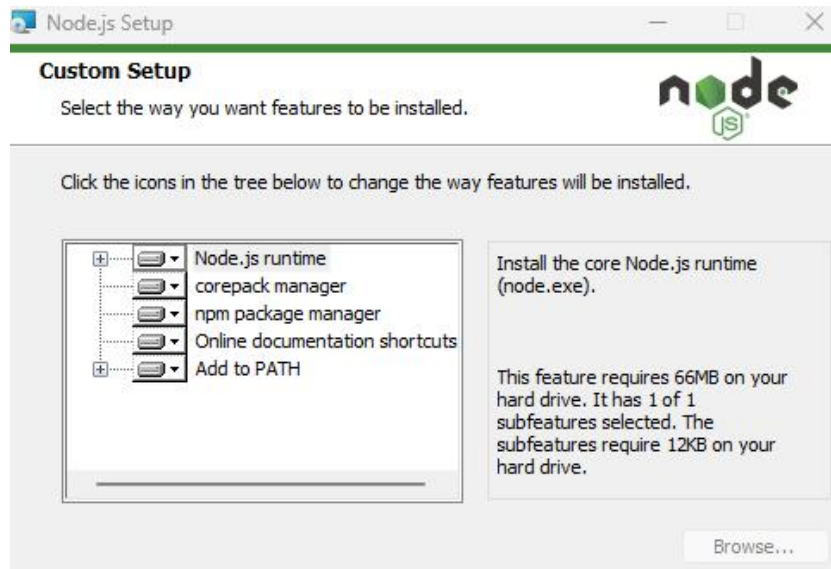 Node.js Setup
Custom Setup
Select the way you want features to be installed.
node
JS
Click the icons in the tree below to change the way features will be installed.
Node.js runtime
corepack manager
npm package manager
Online documentation shortcuts
Add to PATH
Install the core Node.js runtime
(node.exe).
This feature requires 66MB on your
hard drive. It has 1 of 1
subfeatures selected. The
subfeatures require 12KB on your
hard drive.
Browse...